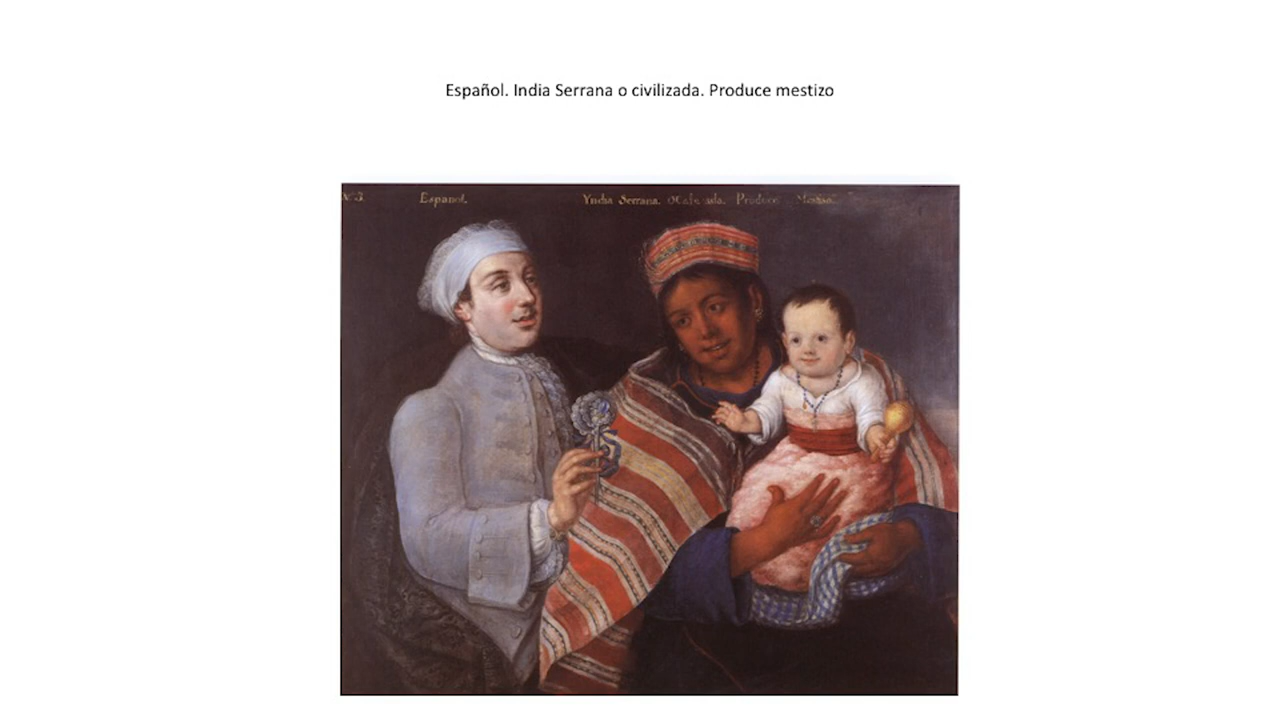 Español. India Serrana o civilizada. Produce mestizo
Español. Yndia Serrana. Produce